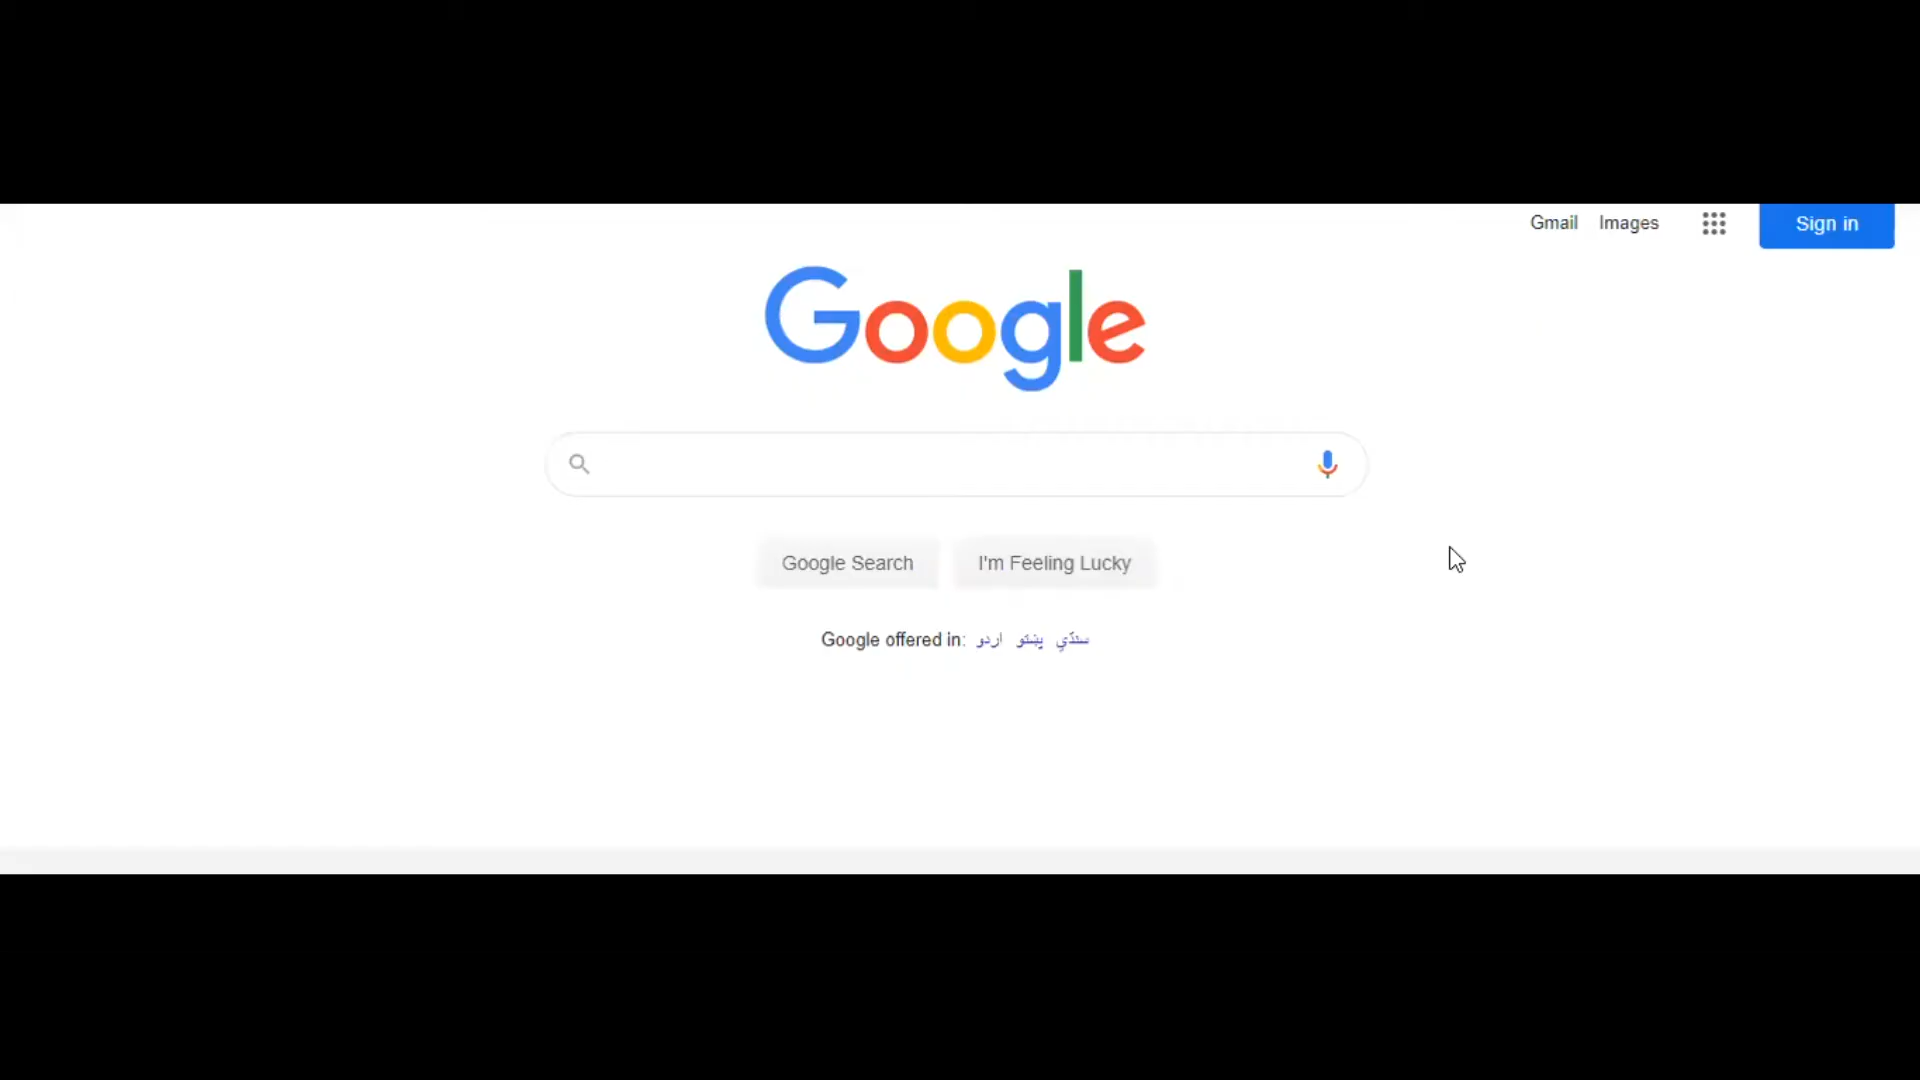 Gmail Images Sign in
Google
Google Search I'm Feeling Lucky
Google offered in: اردو پښتو سنڌي